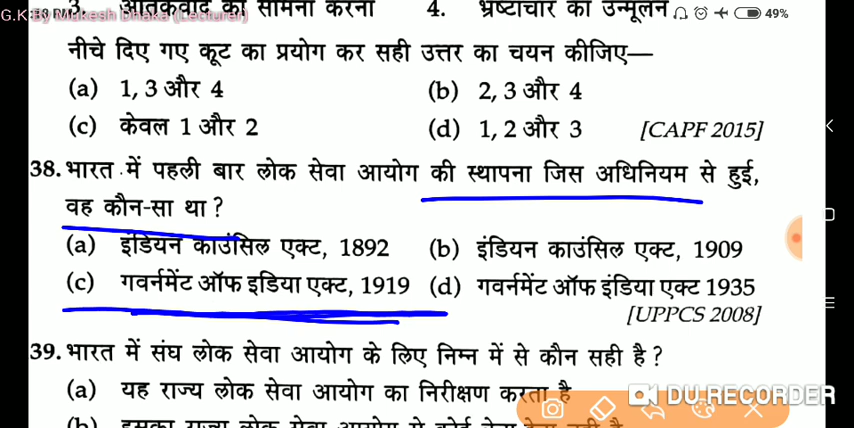 G.K By Mukesh Dhaka (Lecturer)
3. आतंकवाद का सामना करना 4. भ्रष्टाचार का उन्मूलन 49%
नीचे दिए गए कूट का प्रयोग कर सही उत्तर का चयन कीजिए—
(a) 1, 3 और 4 (b) 2, 3 और 4
(c) केवल 1 और 2 (d) 1, 2 और 3 [CAPF 2015]
38. भारत में पहली बार लोक सेवा आयोग की स्थापना जिस अधिनियम से हुई,
वह कौन-सा था ?
(a) इंडियन काउंसिल एक्ट, 1892 (b) इंडियन काउंसिल एक्ट, 1909
(c) गवर्नमेंट ऑफ इंडिया एक्ट, 1919 (d) गवर्नमेंट ऑफ इंडिया एक्ट 1935
[UPPCS 2008]
39. भारत में संघ लोक सेवा आयोग के लिए निम्न में से कौन सही है ?
(a) यह राज्य लोक सेवा आयोग का निरीक्षण करता है
DU RECORDER